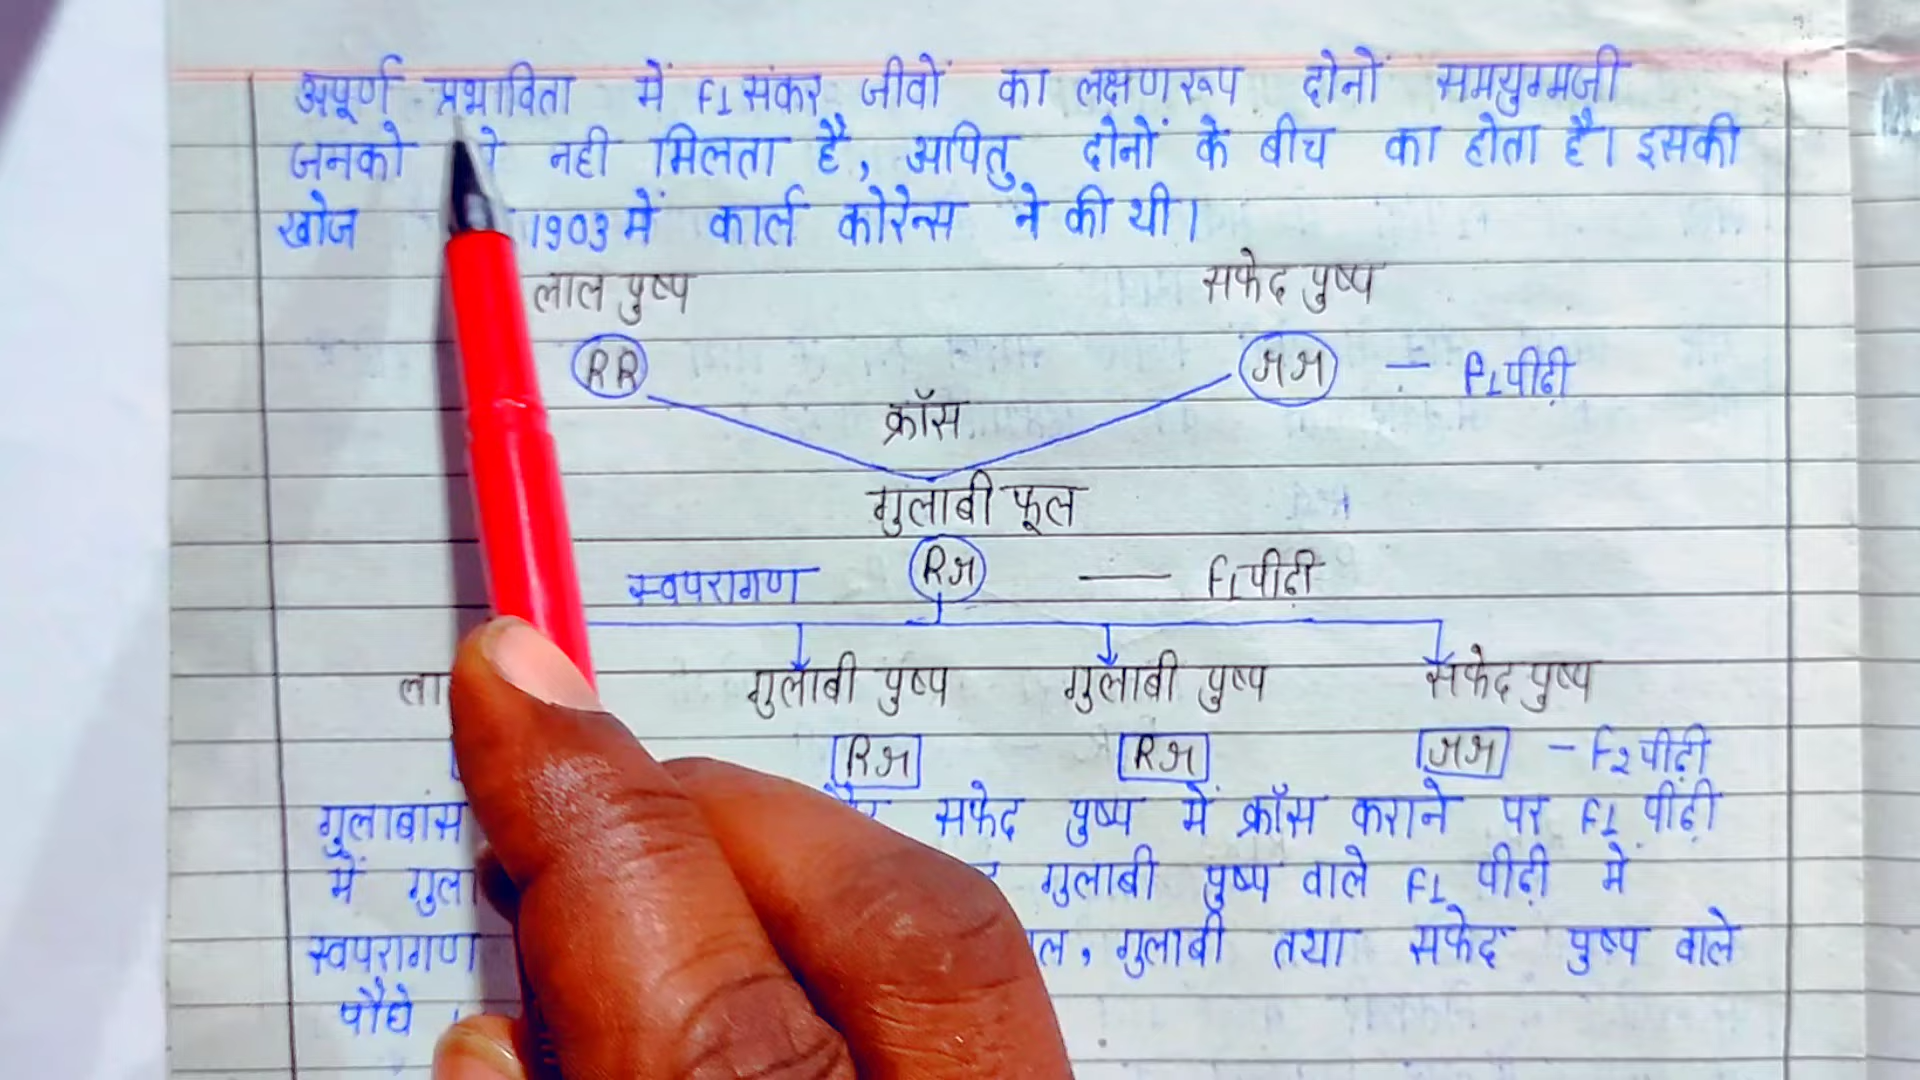 अपूर्ण प्रभाविता में F1 संकर जीवों का लक्षणरूप दोनों समयुग्मजी
जनको नही मिलता है, अपितु दोनों के बीच का होता है। इसकी
खोज 1903 में कार्ल कोरेन्स ने की थी।
लाल पुष्प सफेद पुष्प
RR rr — P1 पीढ़ी
क्रॉस
गुलाबी फूल
स्वपरागण Rr — F1 पीढ़ी
गुलाबी पुष्प गुलाबी पुष्प सफेद पुष्प
Rr Rr rr - F2 पीढ़ी
गुलाबांस सफेद पुष्प में क्रॉस कराने पर F1 पीढ़ी
में गुलाबी पुष्प वाले F1 पीढ़ी में
स्वपरागण गुलाबी तथा सफेद पुष्प वाले
पौधे